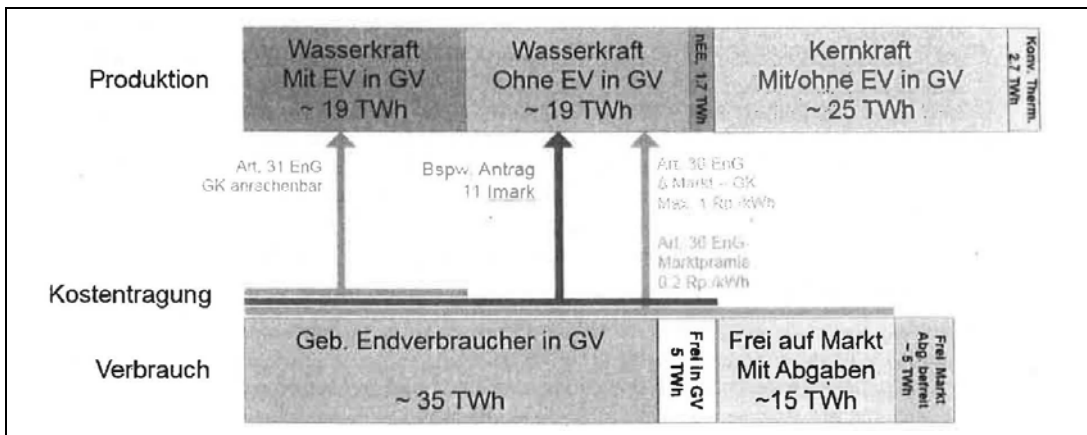 Produktion
Wasserkraft
Mit EV in GV
~ 19 TWh
Wasserkraft
Ohne EV in GV
~ 19 TWh
nEE, 1.7 TWh
Kernkraft
Mit/ohne EV in GV
~ 25 TWh
Konv. Therm.
2.7 TWh
Art. 31 EnG
GK anrechenbar
Bspw. Antrag
11 Imark
Art. 30 EnG
Δ Markt – GK
Max. 1 Rp./kWh
Art. 30 EnG
Marktprämie
0.2 Rp./kWh
Kostentragung
Verbrauch
Geb. Endverbraucher in GV
~ 35 TWh
Frei in GV
5 TWh
Frei auf Markt
Mit Abgaben
~15 TWh
Frei Markt
Abg. befreit
~ 5 TWh